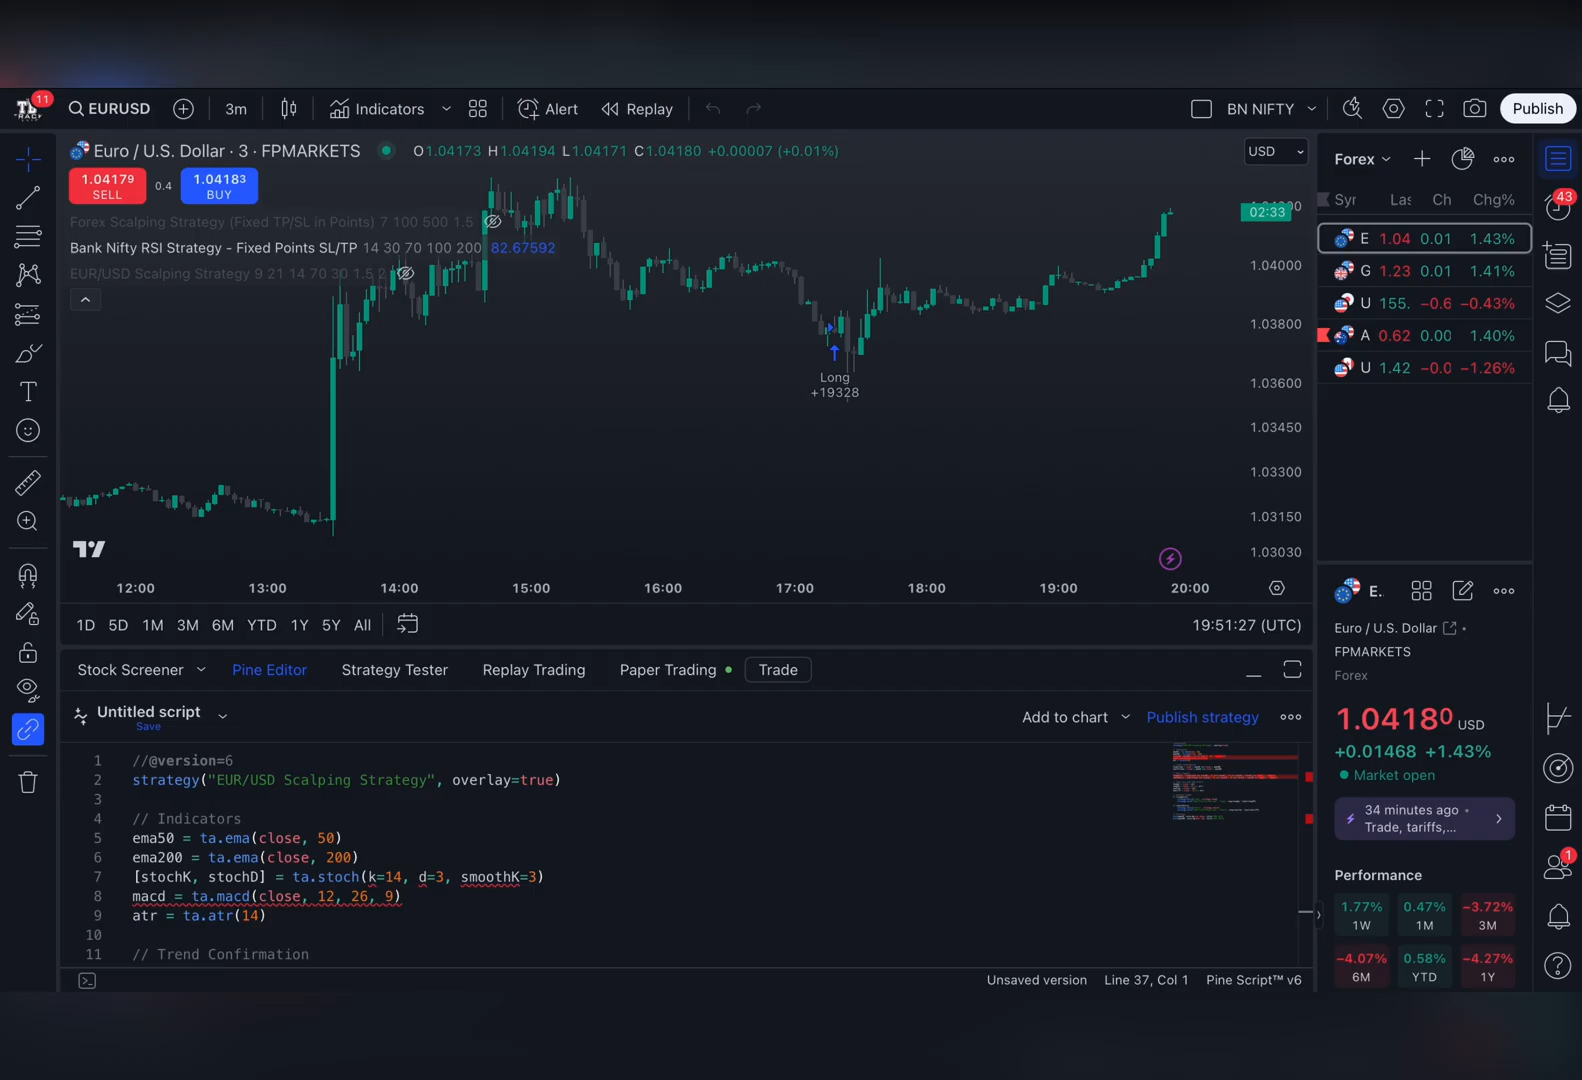 11
EURUSD
3m
Indicators
Alert
Replay
BN NIFTY
Publish
Euro / U.S. Dollar · 3 · FPMARKETS
O1.04173 H1.04194 L1.04171 C1.04180 +0.00007 (+0.01%)
USD
1.04179
SELL
0.4
1.04183
BUY
Forex Scalping Strategy (Fixed TP/SL in Points) 7 100 500 1.5
Bank Nifty RSI Strategy - Fixed Points SL/TP 14 30 70 100 200 82.67592
EUR/USD Scalping Strategy 9 21 14 70 30 1.5 2
02:33
1.04000
1.03800
1.03600
1.03450
1.03300
1.03150
1.03030
Long
+19328
12:00 13:00 14:00 15:00 16:00 17:00 18:00 19:00 20:00
1D 5D 1M 3M 6M YTD 1Y 5Y All
19:51:27 (UTC)
Stock Screener
Pine Editor
Strategy Tester
Replay Trading
Paper Trading
Trade
Untitled script
Save
Add to chart
Publish strategy
1 //@version=6
2 strategy("EUR/USD Scalping Strategy", overlay=true)
3
4 // Indicators
5 ema50 = ta.ema(close, 50)
6 ema200 = ta.ema(close, 200)
7 [stochK, stochD] = ta.stoch(k=14, d=3, smoothK=3)
8 macd = ta.macd(close, 12, 26, 9)
9 atr = ta.atr(14)
10
11 // Trend Confirmation
Unsaved version
Line 37, Col 1
Pine Script™ v6
Forex
Las Ch Chg%
E 1.04 0.01 1.43%
G 1.23 0.01 1.41%
U 155. −0.6 −0.43%
A 0.62 0.00 1.40%
U 1.42 −0.0 −1.26%
43
E.
Euro / U.S. Dollar
FPMARKETS
Forex
1.04180 USD
+0.01468 +1.43%
Market open
34 minutes ago
Trade, tariffs,...
1
Performance
1.77%
1W
0.47%
1M
−3.72%
3M
−4.07%
6M
0.58%
YTD
−4.27%
1Y